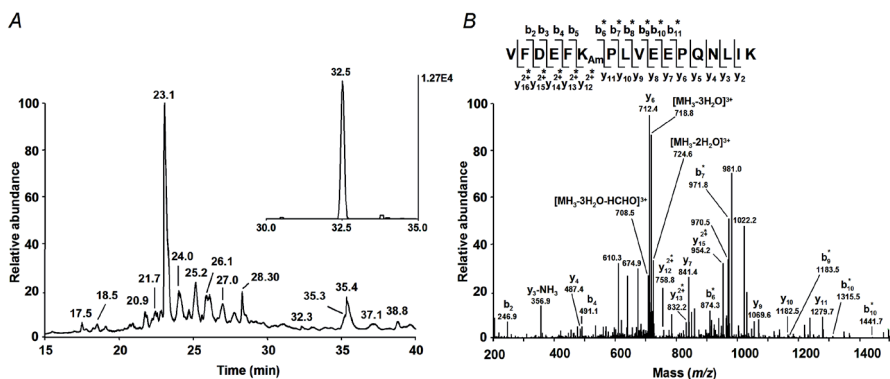 A
B
b2 b3 b4 b5 b6* b7* b8* b9* b10* b11*
V F D E F K Am P L V E E P Q N L I K
y16 2+* y15 2+* y14 2+* y13 2+* y12 2+* y11 y10 y9 y8 y7 y6 y5 y4 y3 y2
Relative abundance
100
80
60
40
20
0
15 20 25 30 35 40
Time (min)
17.5
18.5
20.9
21.7
23.1
24.0
25.2
26.1
27.0
28.30
32.3
35.3
35.4
37.1
38.8
32.5
1.27E4
30.0 32.5 35.0
Relative abundance
100
80
60
40
20
0
200 400 600 800 1000 1200 1400
Mass (m/z)
b2
246.9
y3-NH3
356.9
y4
487.4
b4
491.1
610.3
674.9
[MH3-3H2O-HCHO]3+
708.5
y6
712.4
[MH3-3H2O]3+
718.8
[MH3-2H2O]3+
724.6
y12 2+*
758.8
y13 2+*
832.2
y7
841.4
b6*
874.3
y15 2+*
954.2
970.5
b7*
971.8
981.0
1022.2
y9
1069.6
y10
1182.5
b9*
1183.5
y11
1279.7
b10*
1315.5
b10*
1441.7